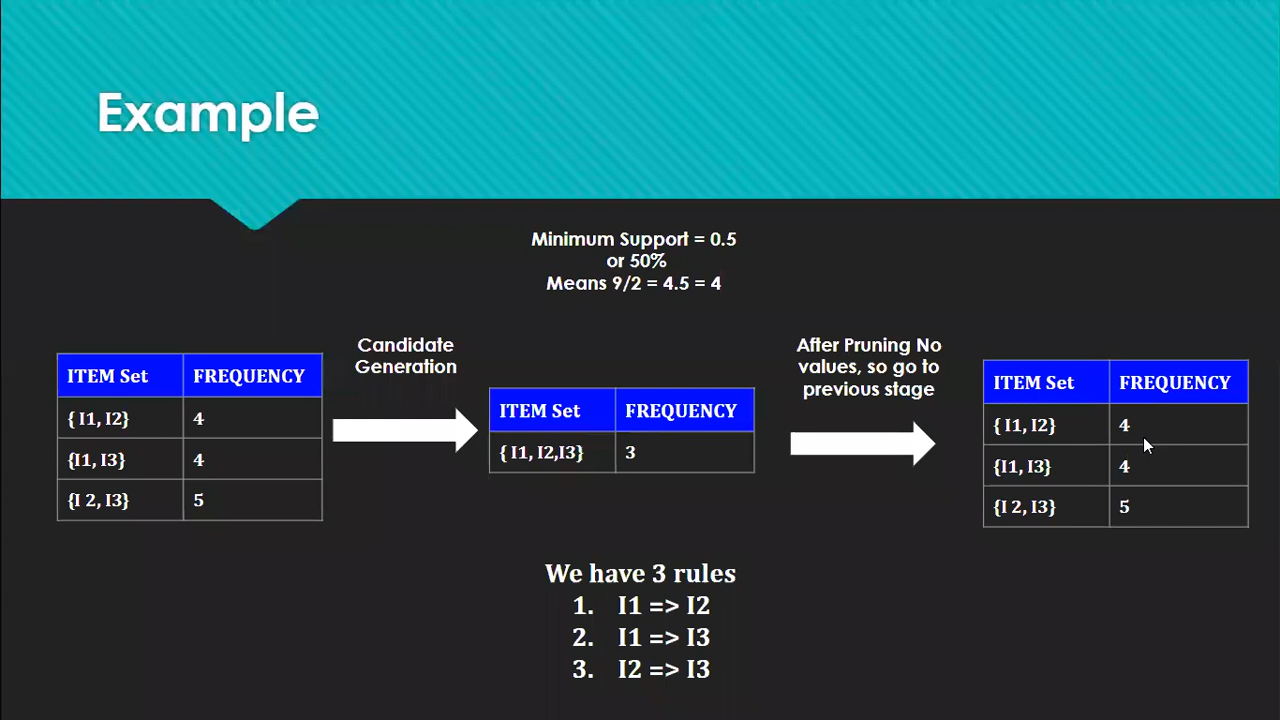 Example
Minimum Support = 0.5
or 50%
Means 9/2 = 4.5 = 4
ITEM Set FREQUENCY
{ I1, I2} 4
{I1, I3} 4
{I 2, I3} 5
Candidate
Generation
ITEM Set FREQUENCY
{ I1, I2,I3} 3
After Pruning No
values, so go to
previous stage
ITEM Set FREQUENCY
{ I1, I2} 4
{I1, I3} 4
{I 2, I3} 5
We have 3 rules
1. I1 => I2
2. I1 => I3
3. I2 => I3